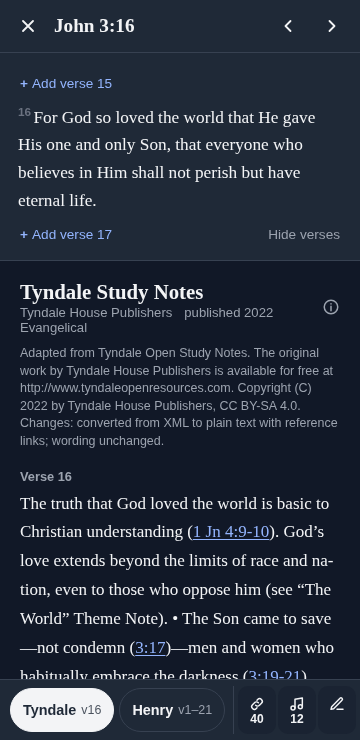 John 3:16
+ Add verse 15
16 For God so loved the world that He gave
His one and only Son, that everyone who
believes in Him shall not perish but have
eternal life.
+ Add verse 17 Hide verses
Tyndale Study Notes
Tyndale House Publishers published 2022
Evangelical
Adapted from Tyndale Open Study Notes. The original
work by Tyndale House Publishers is available for free at
http://www.tyndaleopenresources.com. Copyright (C)
2022 by Tyndale House Publishers, CC BY-SA 4.0.
Changes: converted from XML to plain text with reference
links; wording unchanged.
Verse 16
The truth that God loved the world is basic to
Christian understanding (1 Jn 4:9-10). God’s
love extends beyond the limits of race and na-
tion, even to those who oppose him (see “The
World” Theme Note). • The Son came to save
—not condemn (3:17)—men and women who
habitually embrace the darkness (3:19-21).
Tyndale v16 Henry v1–21 40 12